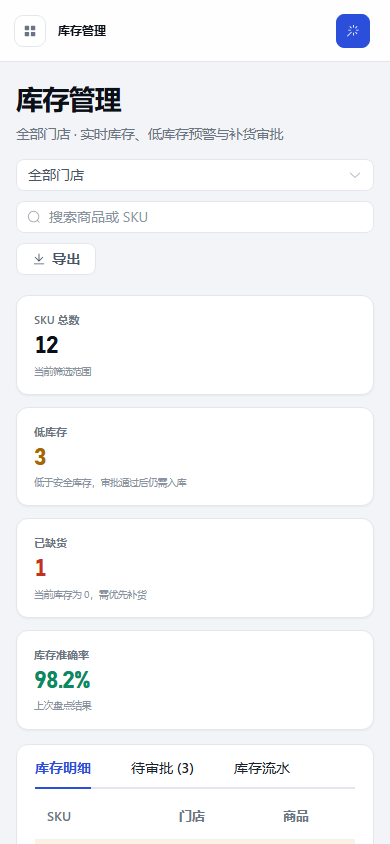 库存管理
库存管理
全部门店 · 实时库存、低库存预警与补货审批
全部门店
搜索商品或 SKU
导出
SKU 总数
12
当前筛选范围
低库存
3
低于安全库存，审批通过后仍需入库
已缺货
1
当前库存为 0，需优先补货
库存准确率
98.2%
上次盘点结果
库存明细 待审批 (3) 库存流水
SKU 门店 商品